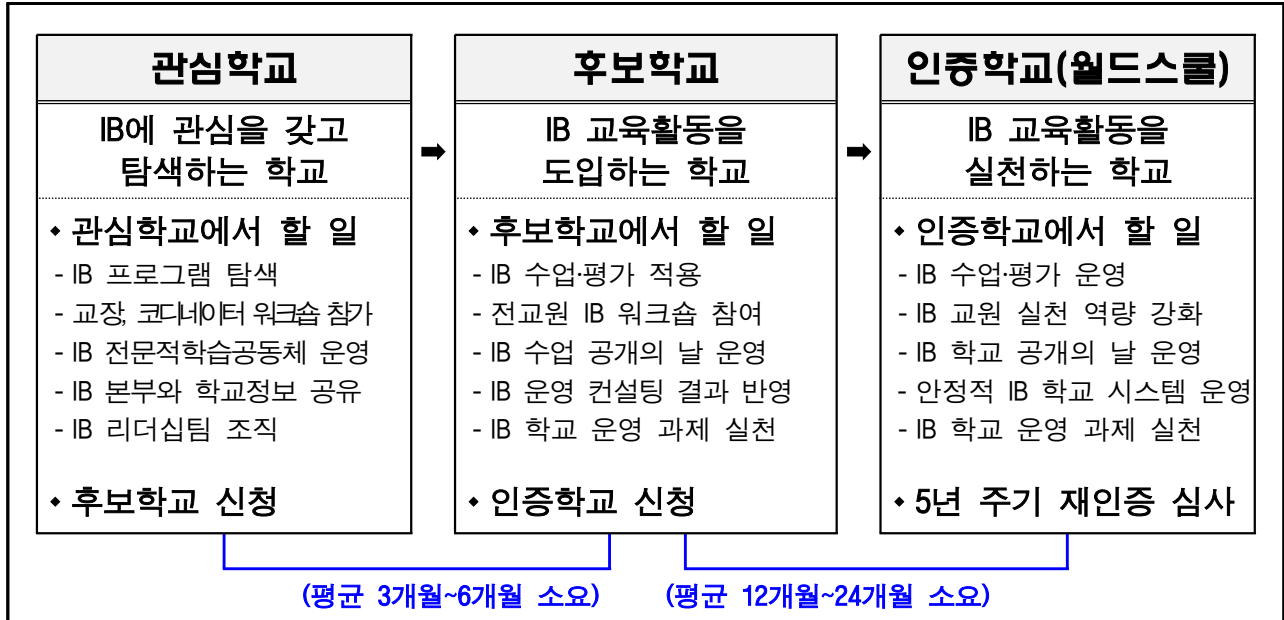 관심학교
IB에 관심을 갖고
탐색하는 학교
◆ 관심학교에서 할 일
- IB 프로그램 탐색
- 교장, 코디네이터 워크숍 참가
- IB 전문적학습공동체 운영
- IB 본부와 학교정보 공유
- IB 리더십팀 조직
◆ 후보학교 신청
➡
후보학교
IB 교육활동을
도입하는 학교
◆ 후보학교에서 할 일
- IB 수업·평가 적용
- 전교원 IB 워크숍 참여
- IB 수업 공개의 날 운영
- IB 운영 컨설팅 결과 반영
- IB 학교 운영 과제 실천
◆ 인증학교 신청
➡
인증학교(월드스쿨)
IB 교육활동을
실천하는 학교
◆ 인증학교에서 할 일
- IB 수업·평가 운영
- IB 교원 실천 역량 강화
- IB 학교 공개의 날 운영
- 안정적 IB 학교 시스템 운영
- IB 학교 운영 과제 실천
◆ 5년 주기 재인증 심사
(평균 3개월~6개월 소요)
(평균 12개월~24개월 소요)